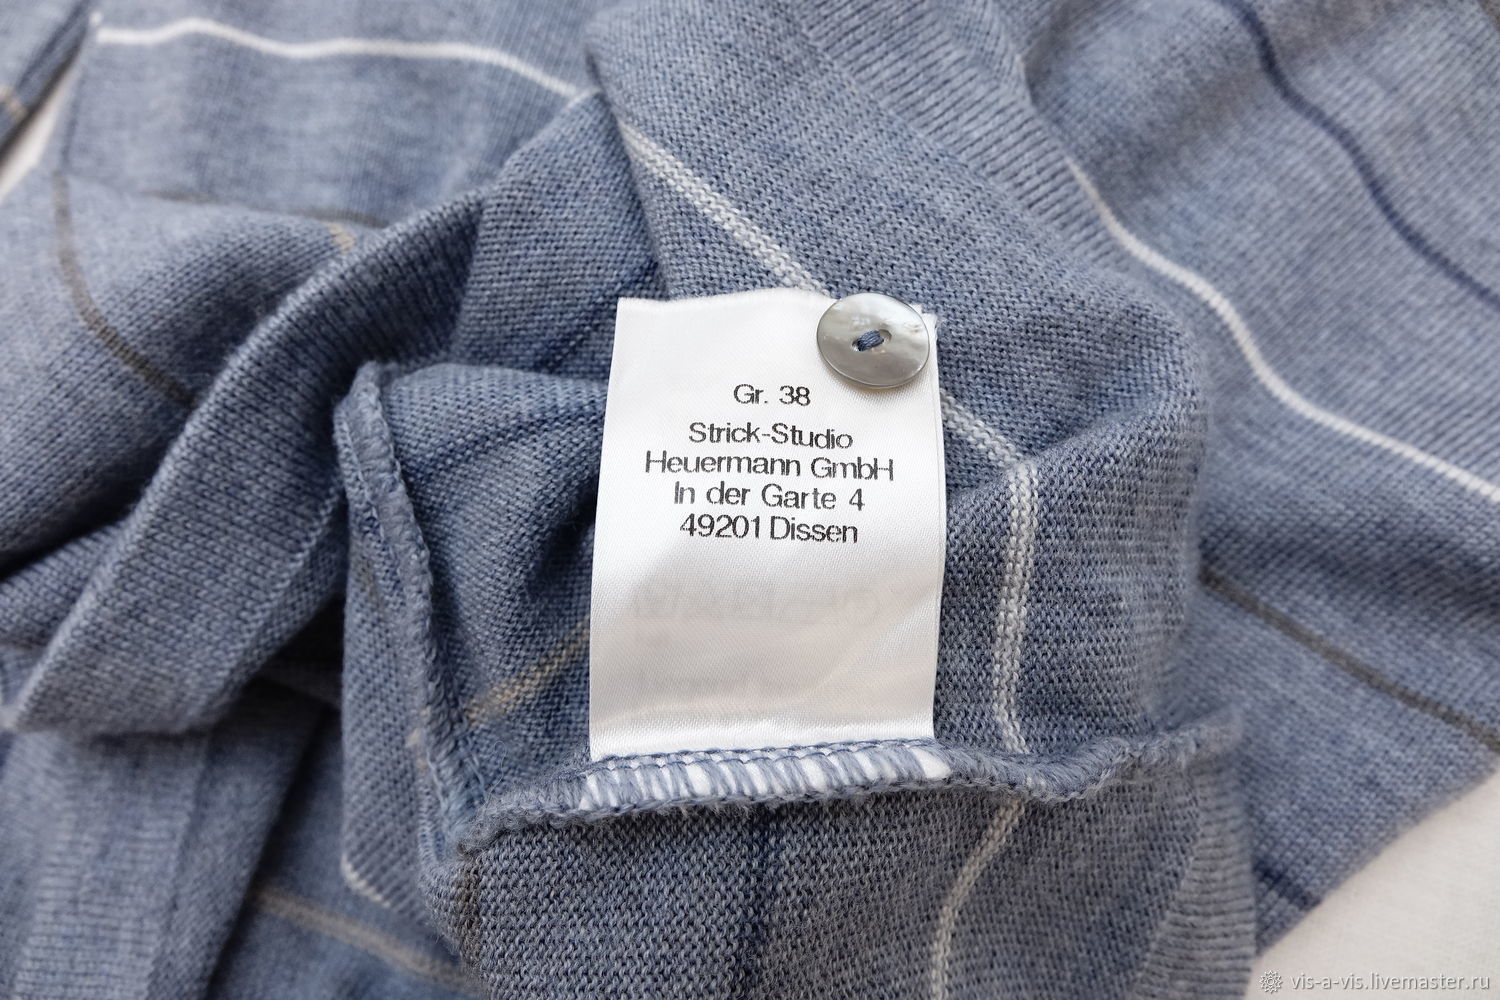 Gr. 38
Strick-Studio
Heuermann GmbH
In der Garte 4
49201 Dissen
vis-a-vis.livemaster.ru